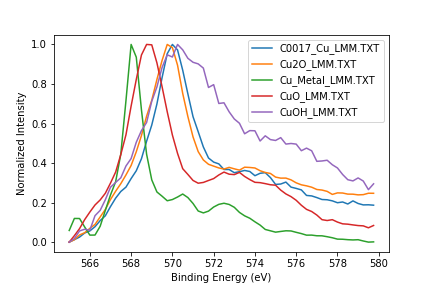 Normalized Intensity
1.0
0.8
0.6
0.4
0.2
0.0
C0017_Cu_LMM.TXT
Cu2O_LMM.TXT
Cu_Metal_LMM.TXT
CuO_LMM.TXT
CuOH_LMM.TXT
566 568 570 572 574 576 578 580
Binding Energy (eV)